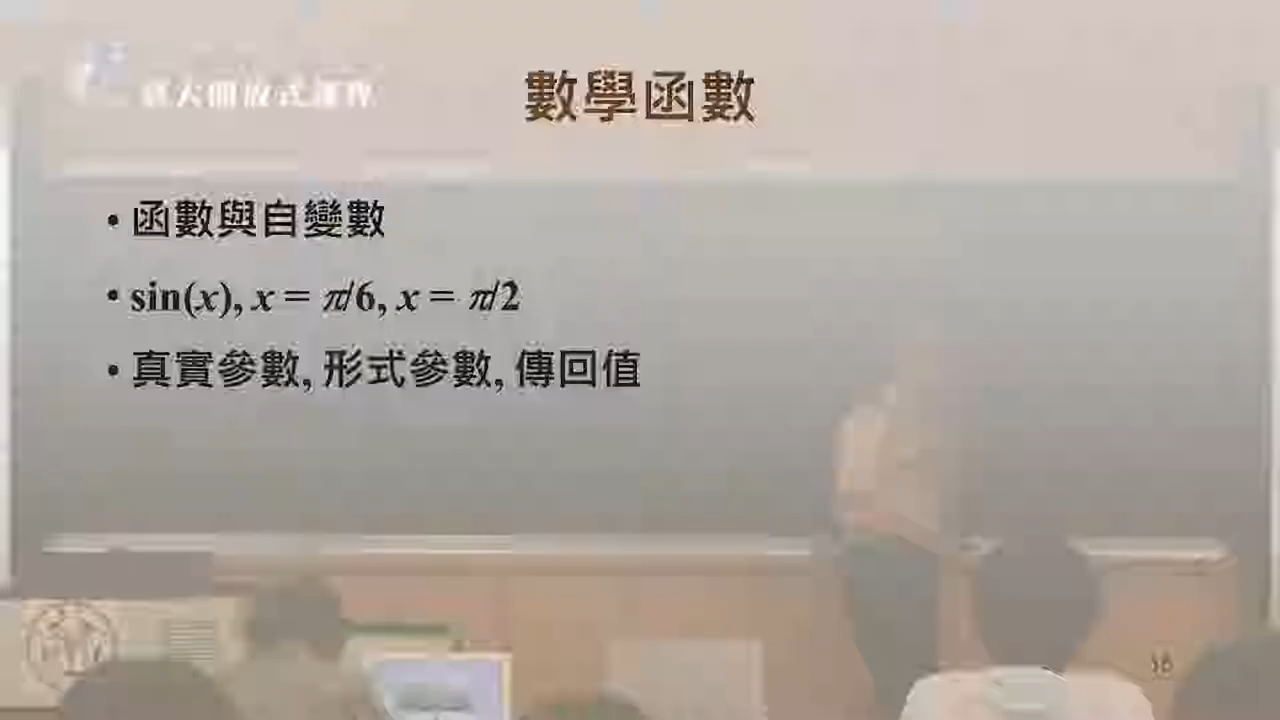 數學函數
• 函數與自變數
• sin(x), x = π/6, x = π/2
• 真實參數, 形式參數, 傳回值